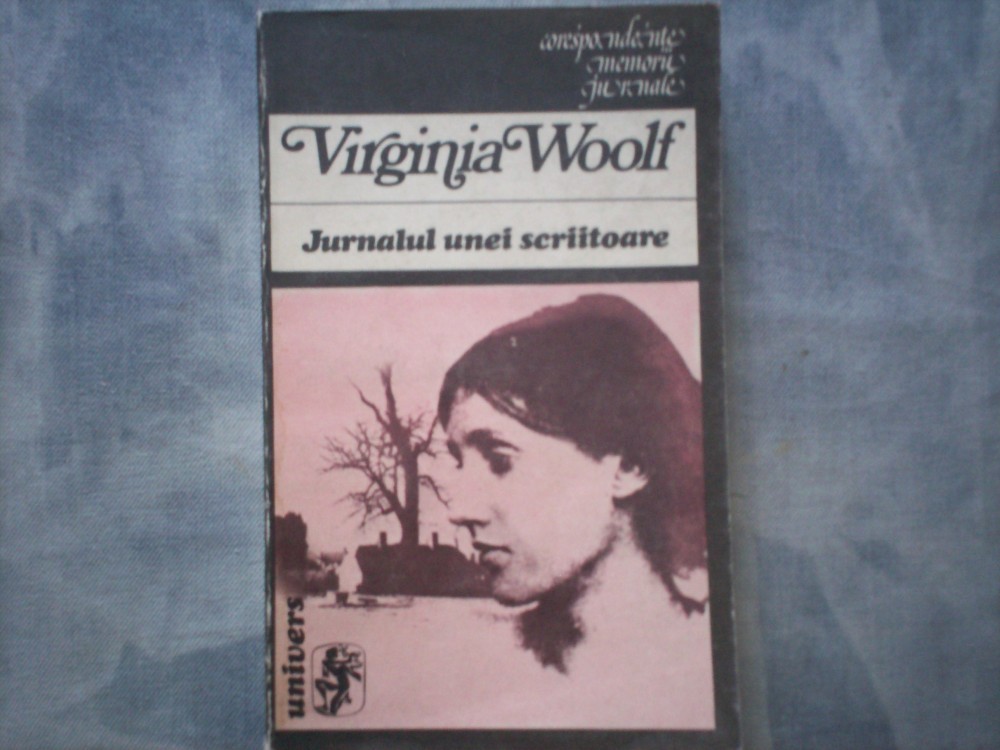 corespondențe
memorii
jurnale
Virginia Woolf
Jurnalul unei scriitoare
univers